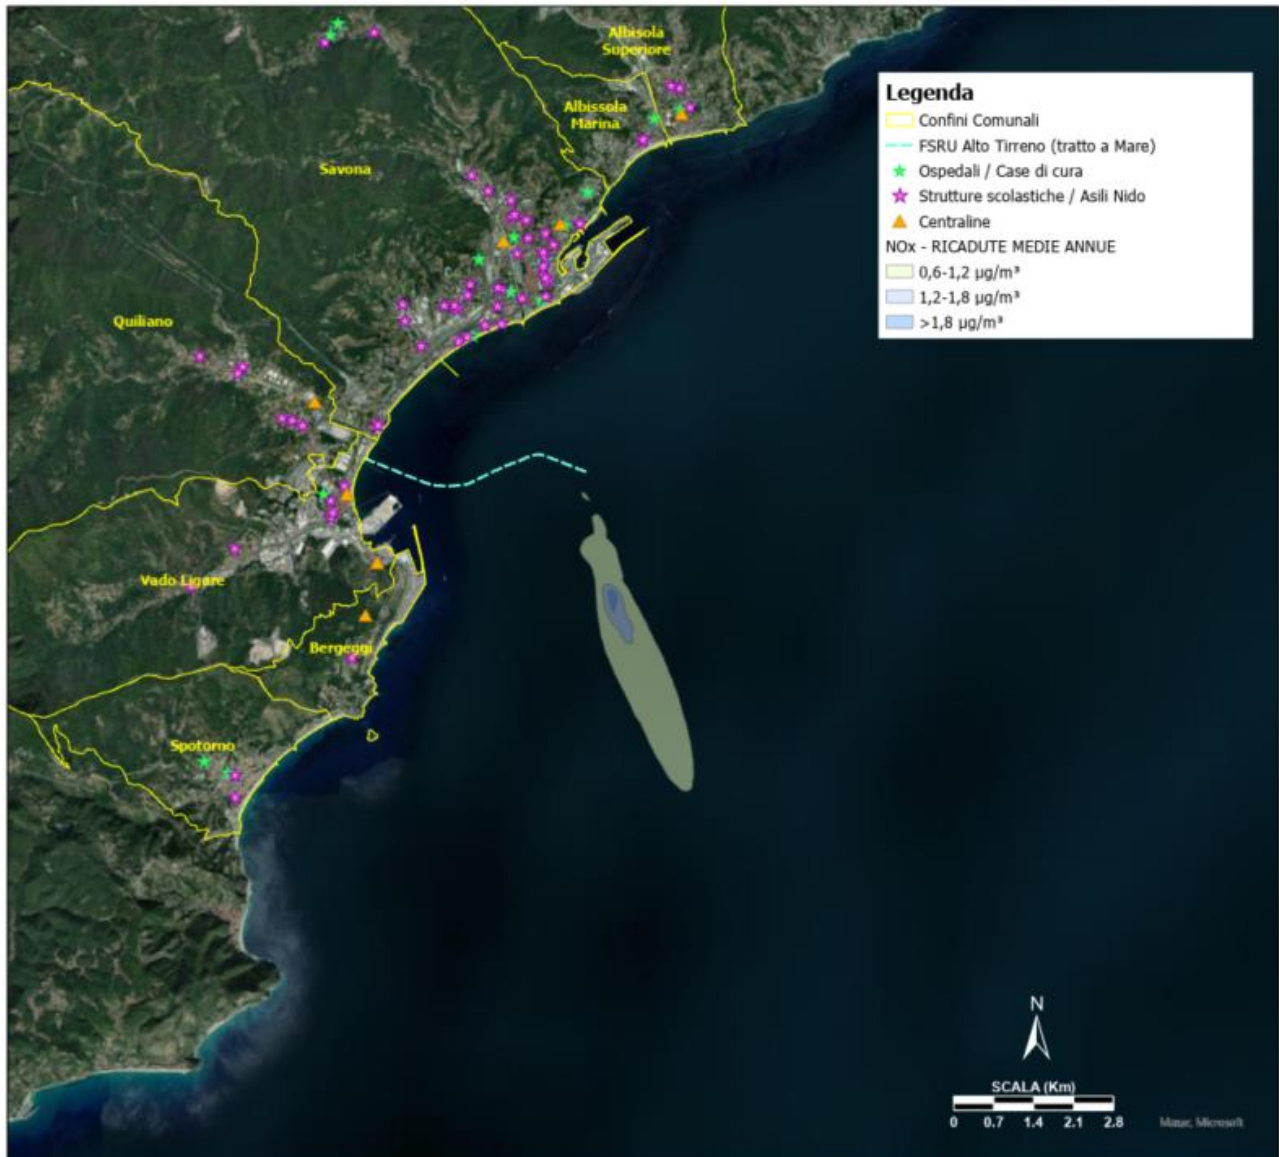 Albisola
Superiore
Albissola
Marina
Savona
Quiliano
Vado Ligure
Bergeggi
Spotorno
Legenda
Confini Comunali
FSRU Alto Tirreno (tratto a Mare)
Ospedali / Case di cura
Strutture scolastiche / Asili Nido
Centraline
NOx - RICADUTE MEDIE ANNUE
0,6-1,2 µg/m³
1,2-1,8 µg/m³
>1,8 µg/m³
N
SCALA (Km)
0 0.7 1.4 2.1 2.8
Maxar, Microsoft